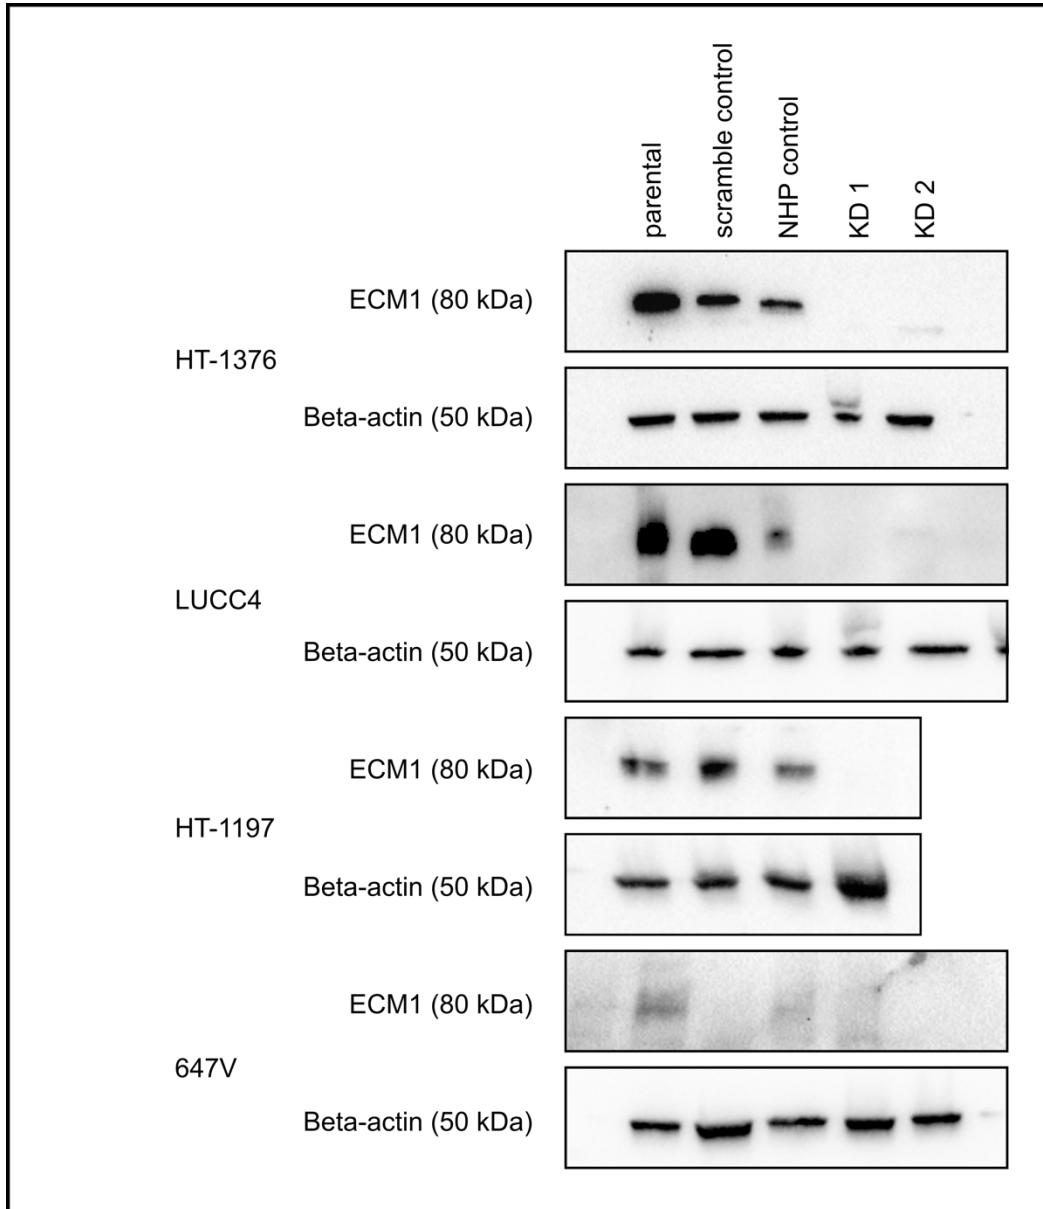 parental
scramble control
NHP control
KD 1
KD 2
ECM1 (80 kDa)
HT-1376
Beta-actin (50 kDa)
ECM1 (80 kDa)
LUCC4
Beta-actin (50 kDa)
ECM1 (80 kDa)
HT-1197
Beta-actin (50 kDa)
ECM1 (80 kDa)
647V
Beta-actin (50 kDa)